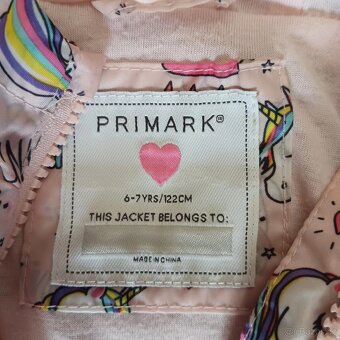 PRIMARK®
6-7YRS/122CM
THIS JACKET BELONGS TO:
MADE IN CHINA